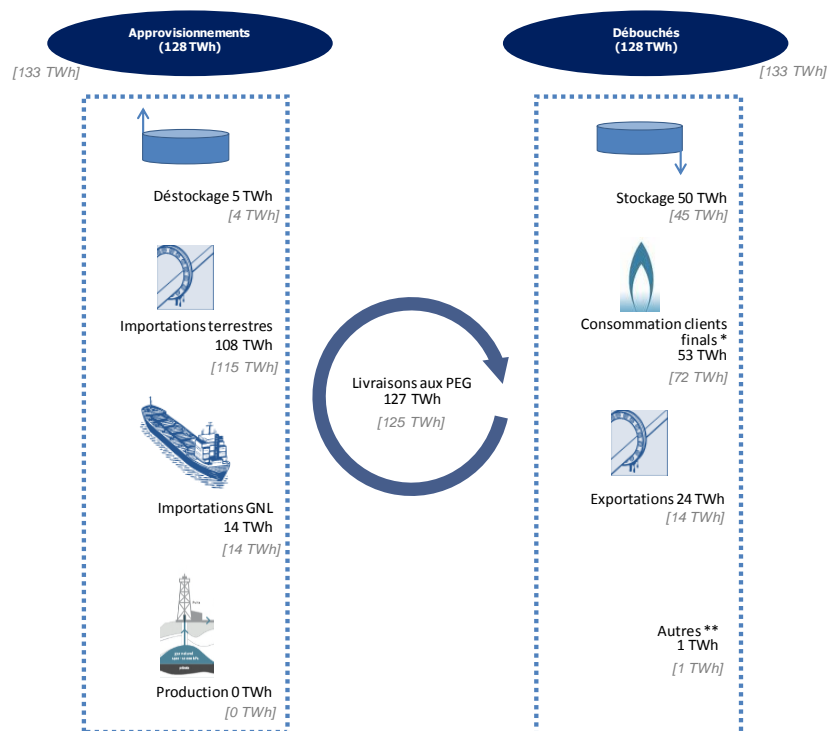 Approvisionnements
(128 TWh)
[133 TWh]
Déstockage 5 TWh
[4 TWh]
Importations terrestres
108 TWh
[115 TWh]
Importations GNL
14 TWh
[14 TWh]
Production 0 TWh
[0 TWh]
Livraisons aux PEG
127 TWh
[125 TWh]
Débouchés
(128 TWh)
[133 TWh]
Stockage 50 TWh
[45 TWh]
Consommation clients
finals *
53 TWh
[72 TWh]
Exportations 24 TWh
[14 TWh]
Autres **
1 TWh
[1 TWh]